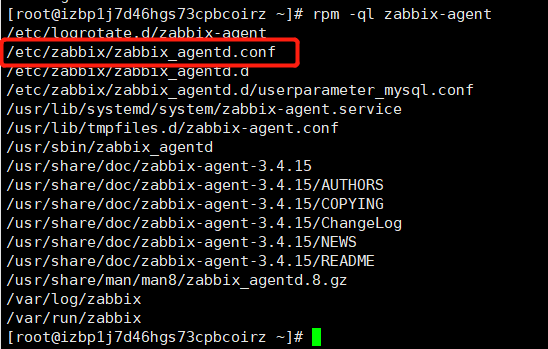 [root@izbp1j7d46hgs73cpbcoirz ~]# rpm -ql zabbix-agent
/etc/logrotate.d/zabbix-agent
/etc/zabbix/zabbix_agentd.conf
/etc/zabbix/zabbix_agentd.d
/etc/zabbix/zabbix_agentd.d/userparameter_mysql.conf
/usr/lib/systemd/system/zabbix-agent.service
/usr/lib/tmpfiles.d/zabbix-agent.conf
/usr/sbin/zabbix_agentd
/usr/share/doc/zabbix-agent-3.4.15
/usr/share/doc/zabbix-agent-3.4.15/AUTHORS
/usr/share/doc/zabbix-agent-3.4.15/COPYING
/usr/share/doc/zabbix-agent-3.4.15/ChangeLog
/usr/share/doc/zabbix-agent-3.4.15/NEWS
/usr/share/doc/zabbix-agent-3.4.15/README
/usr/share/man/man8/zabbix_agentd.8.gz
/var/log/zabbix
/var/run/zabbix
[root@izbp1j7d46hgs73cpbcoirz ~]#